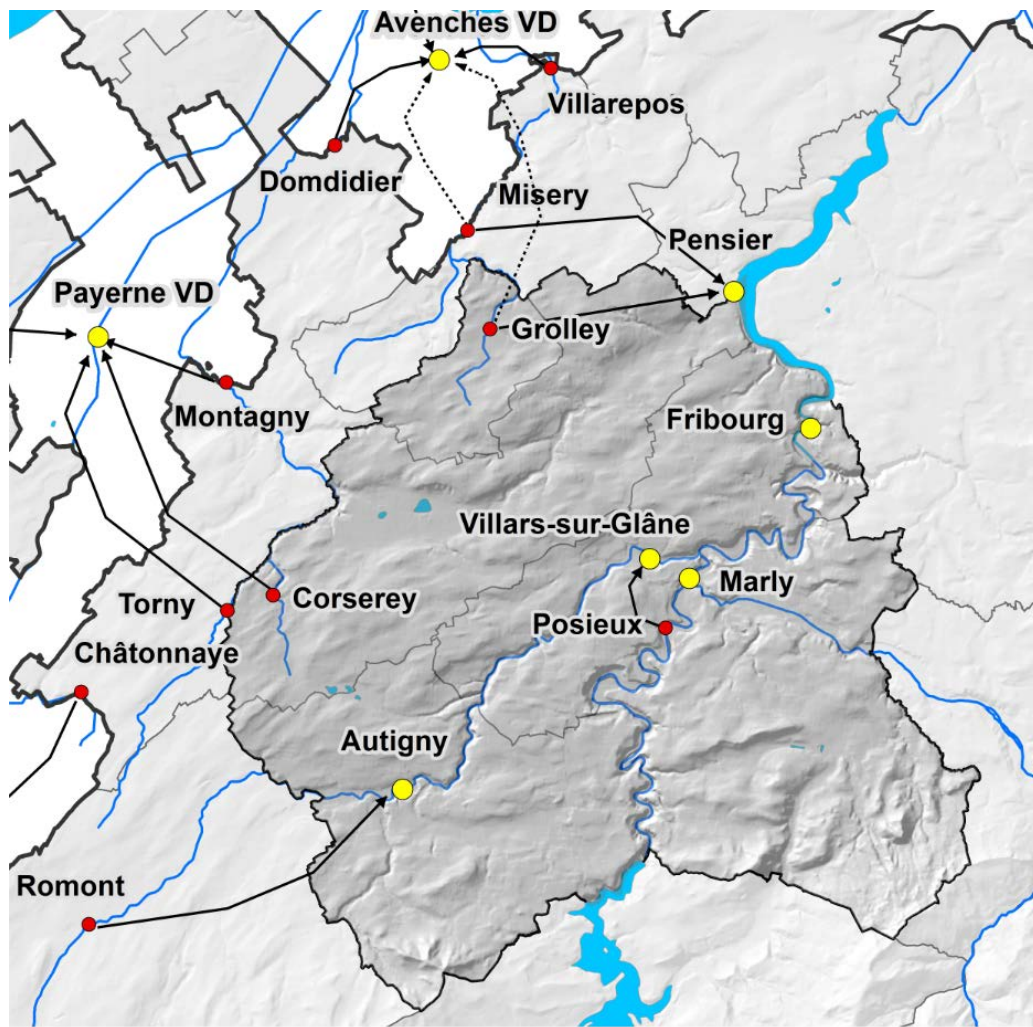 Avenches VD
Villarepos
Domdidier
Misery
Pensier
Payerne VD
Grolley
Montagny
Fribourg
Villars-sur-Glâne
Marly
Torny
Corserey
Posieux
Châtonnaye
Autigny
Romont